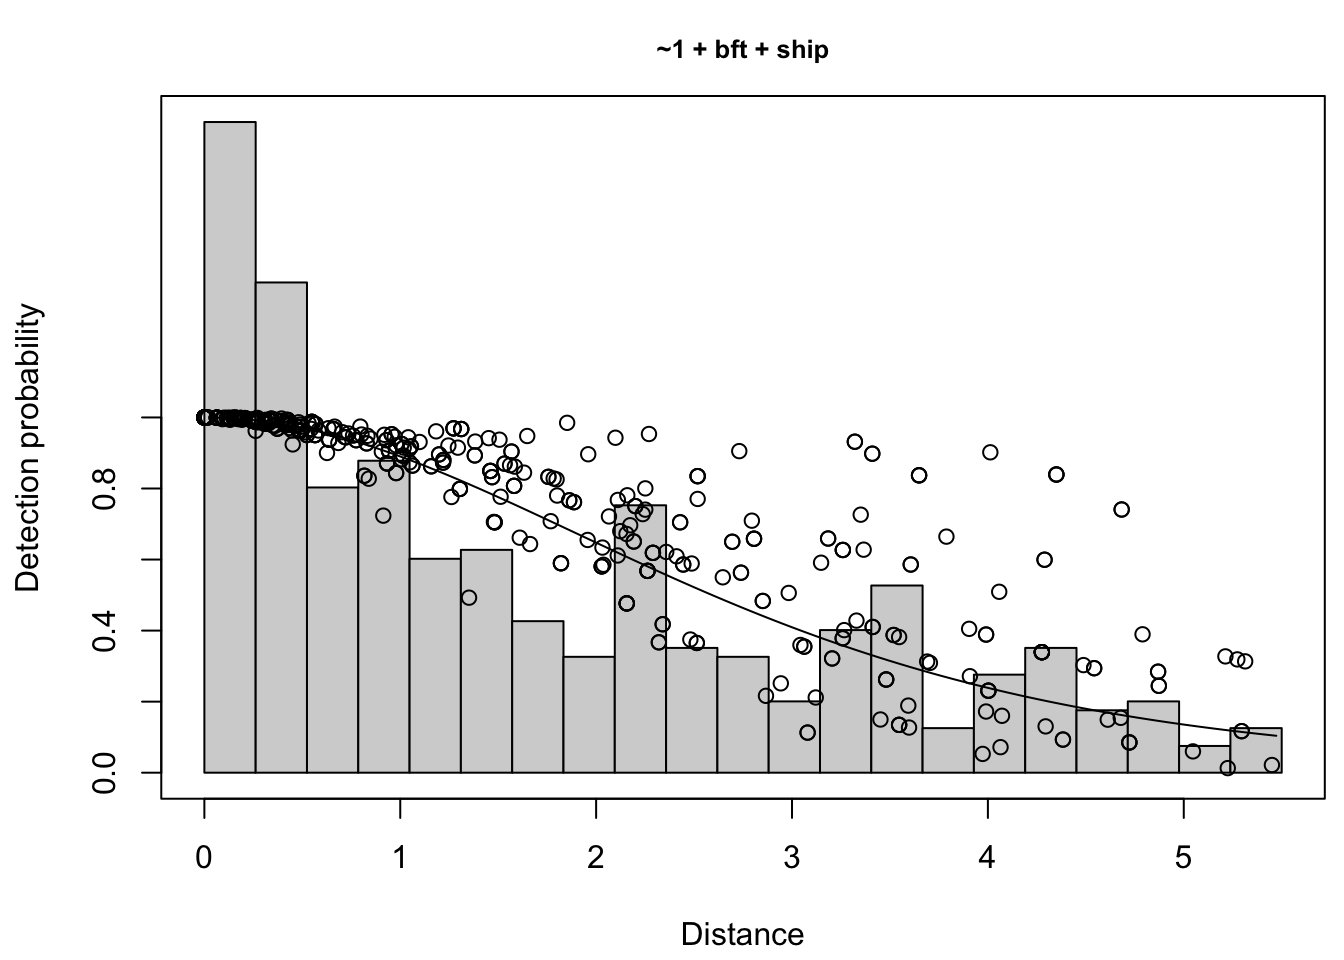 ~1 + bft + ship
Detection probability
0.8
0.4
0.0
0 1 2 3 4 5
Distance